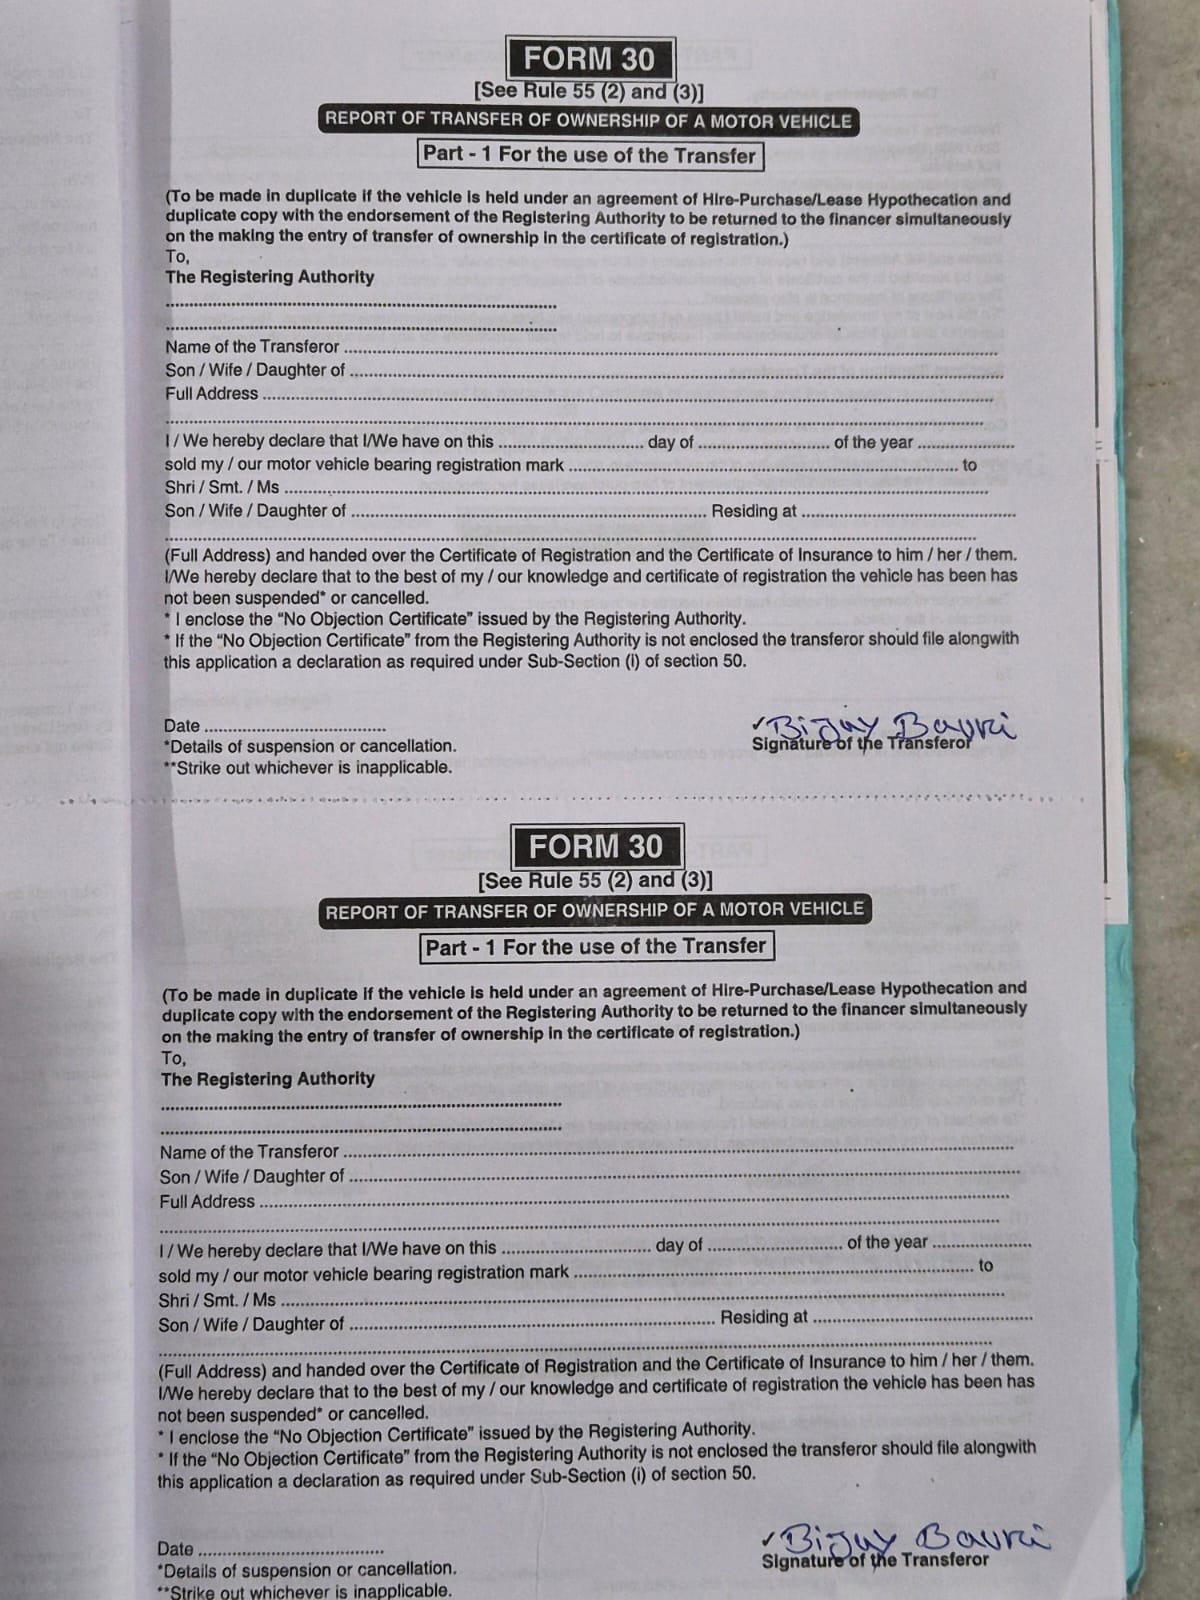 FORM 30
[See Rule 55 (2) and (3)]
REPORT OF TRANSFER OF OWNERSHIP OF A MOTOR VEHICLE
Part - 1 For the use of the Transfer
(To be made in duplicate if the vehicle is held under an agreement of Hire-Purchase/Lease Hypothecation and
duplicate copy with the endorsement of the Registering Authority to be returned to the financer simultaneously
on the making the entry of transfer of ownership in the certificate of registration.)
To,
The Registering Authority
Name of the Transferor
Son / Wife / Daughter of
Full Address
I / We hereby declare that I/We have on this ........ day of ........ of the year ........
sold my / our motor vehicle bearing registration mark ........ to
Shri / Smt. / Ms
Son / Wife / Daughter of ........ Residing at ........
(Full Address) and handed over the Certificate of Registration and the Certificate of Insurance to him / her / them.
I/We hereby declare that to the best of my / our knowledge and certificate of registration the vehicle has been has
not been suspended* or cancelled.
* I enclose the “No Objection Certificate” issued by the Registering Authority.
* If the “No Objection Certificate” from the Registering Authority is not enclosed the transferor should file alongwith
this application a declaration as required under Sub-Section (i) of section 50.
Date ........ ✓Bijay Bauri
*Details of suspension or cancellation. Signature of the Transferor
**Strike out whichever is inapplicable.
FORM 30
[See Rule 55 (2) and (3)]
REPORT OF TRANSFER OF OWNERSHIP OF A MOTOR VEHICLE
Part - 1 For the use of the Transfer
(To be made in duplicate if the vehicle is held under an agreement of Hire-Purchase/Lease Hypothecation and
duplicate copy with the endorsement of the Registering Authority to be returned to the financer simultaneously
on the making the entry of transfer of ownership in the certificate of registration.)
To,
The Registering Authority
Name of the Transferor
Son / Wife / Daughter of
Full Address
I / We hereby declare that I/We have on this ........ day of ........ of the year ........
sold my / our motor vehicle bearing registration mark ........ to
Shri / Smt. / Ms
Son / Wife / Daughter of ........ Residing at ........
(Full Address) and handed over the Certificate of Registration and the Certificate of Insurance to him / her / them.
I/We hereby declare that to the best of my / our knowledge and certificate of registration the vehicle has been has
not been suspended* or cancelled.
* I enclose the “No Objection Certificate” issued by the Registering Authority.
* If the “No Objection Certificate” from the Registering Authority is not enclosed the transferor should file alongwith
this application a declaration as required under Sub-Section (i) of section 50.
Date ........ ✓Bijay Bauri
*Details of suspension or cancellation. Signature of the Transferor
**Strike out whichever is inapplicable.